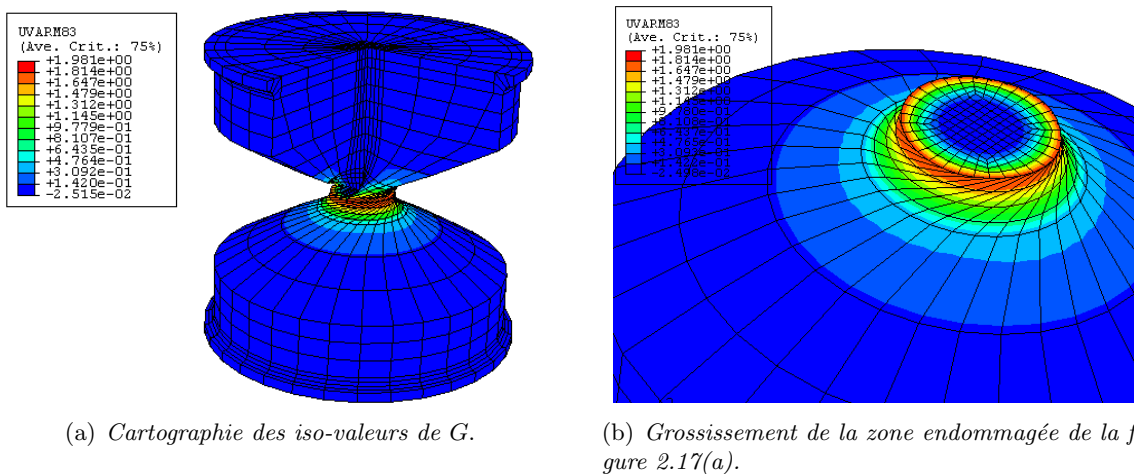 UVARM83
(Ave. Crit.: 75%)
+1.981e+00
+1.814e+00
+1.647e+00
+1.479e+00
+1.312e+00
+1.145e+00
+9.779e-01
+8.107e-01
+6.435e-01
+4.764e-01
+3.092e-01
+1.420e-01
-2.515e-02
(a) Cartographie des iso-valeurs de G.
UVARM83
(Ave. Crit.: 75%)
+1.981e+00
+1.814e+00
+1.647e+00
+1.479e+00
+1.312e+00
(b) Grossissement de la zone endommagée de la f
gure 2.17(a).